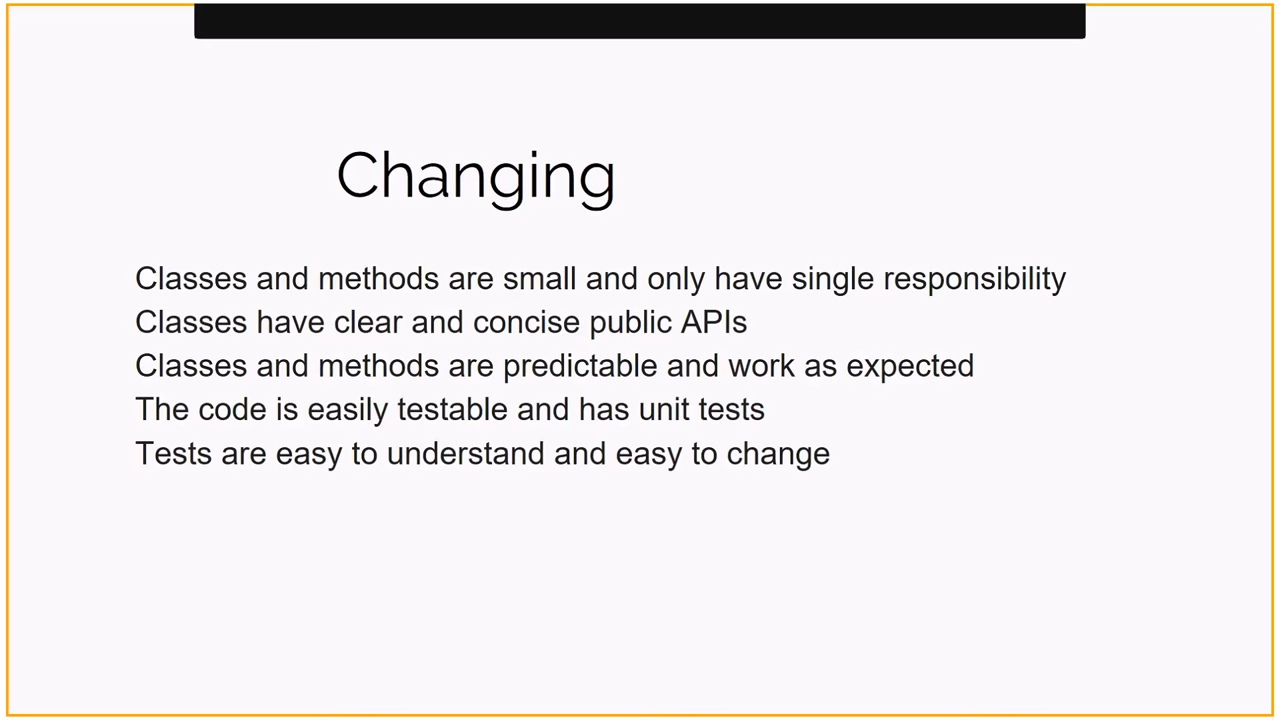 Changing
Classes and methods are small and only have single responsibility
Classes have clear and concise public APIs
Classes and methods are predictable and work as expected
The code is easily testable and has unit tests
Tests are easy to understand and easy to change